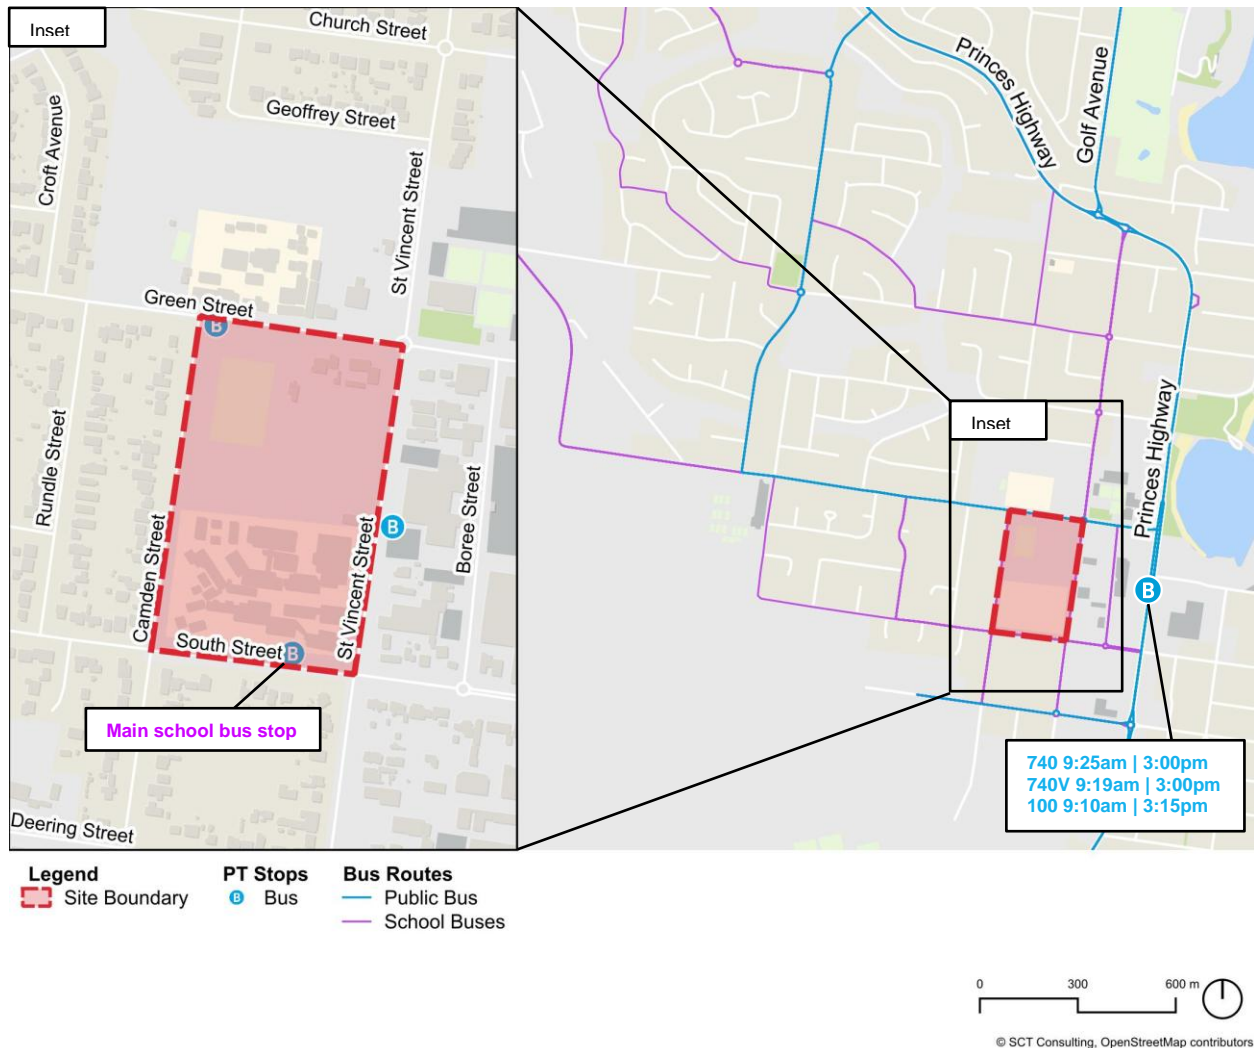 Inset
Church Street
Geoffrey Street
Croft Avenue
St Vincent Street
Green Street
B
Rundle Street
B
Boree Street
Camden Street
St Vincent Street
South Street
B
Main school bus stop
Deering Street
Princes Highway
Golf Avenue
Princes Highway
Inset
B
740 9:25am | 3:00pm
740V 9:19am | 3:00pm
100 9:10am | 3:15pm
Legend
Site Boundary
PT Stops
B Bus
Bus Routes
Public Bus
School Buses
0 300 600 m
© SCT Consulting, OpenStreetMap contributors